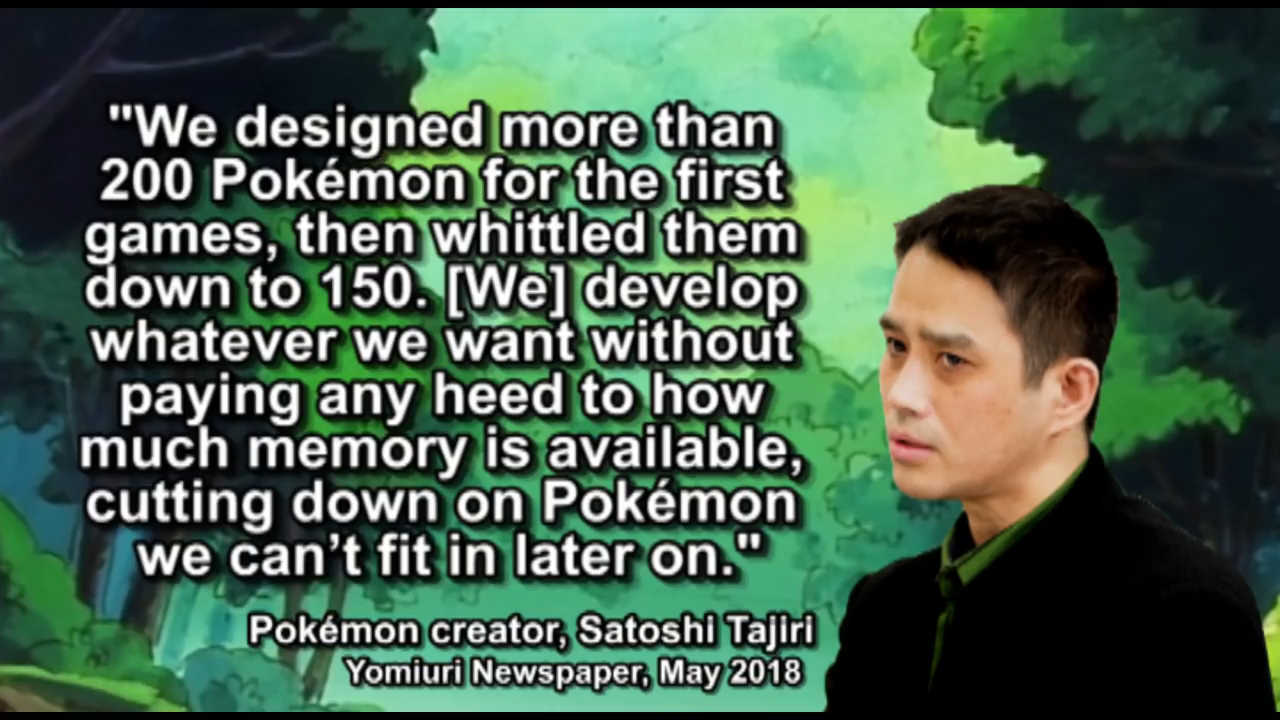 "We designed more than
200 Pokémon for the first
games, then whittled them
down to 150. [We] develop
whatever we want without
paying any heed to how
much memory is available,
cutting down on Pokémon
we can’t fit in later on."
Pokémon creator, Satoshi Tajiri
Yomiuri Newspaper, May 2018